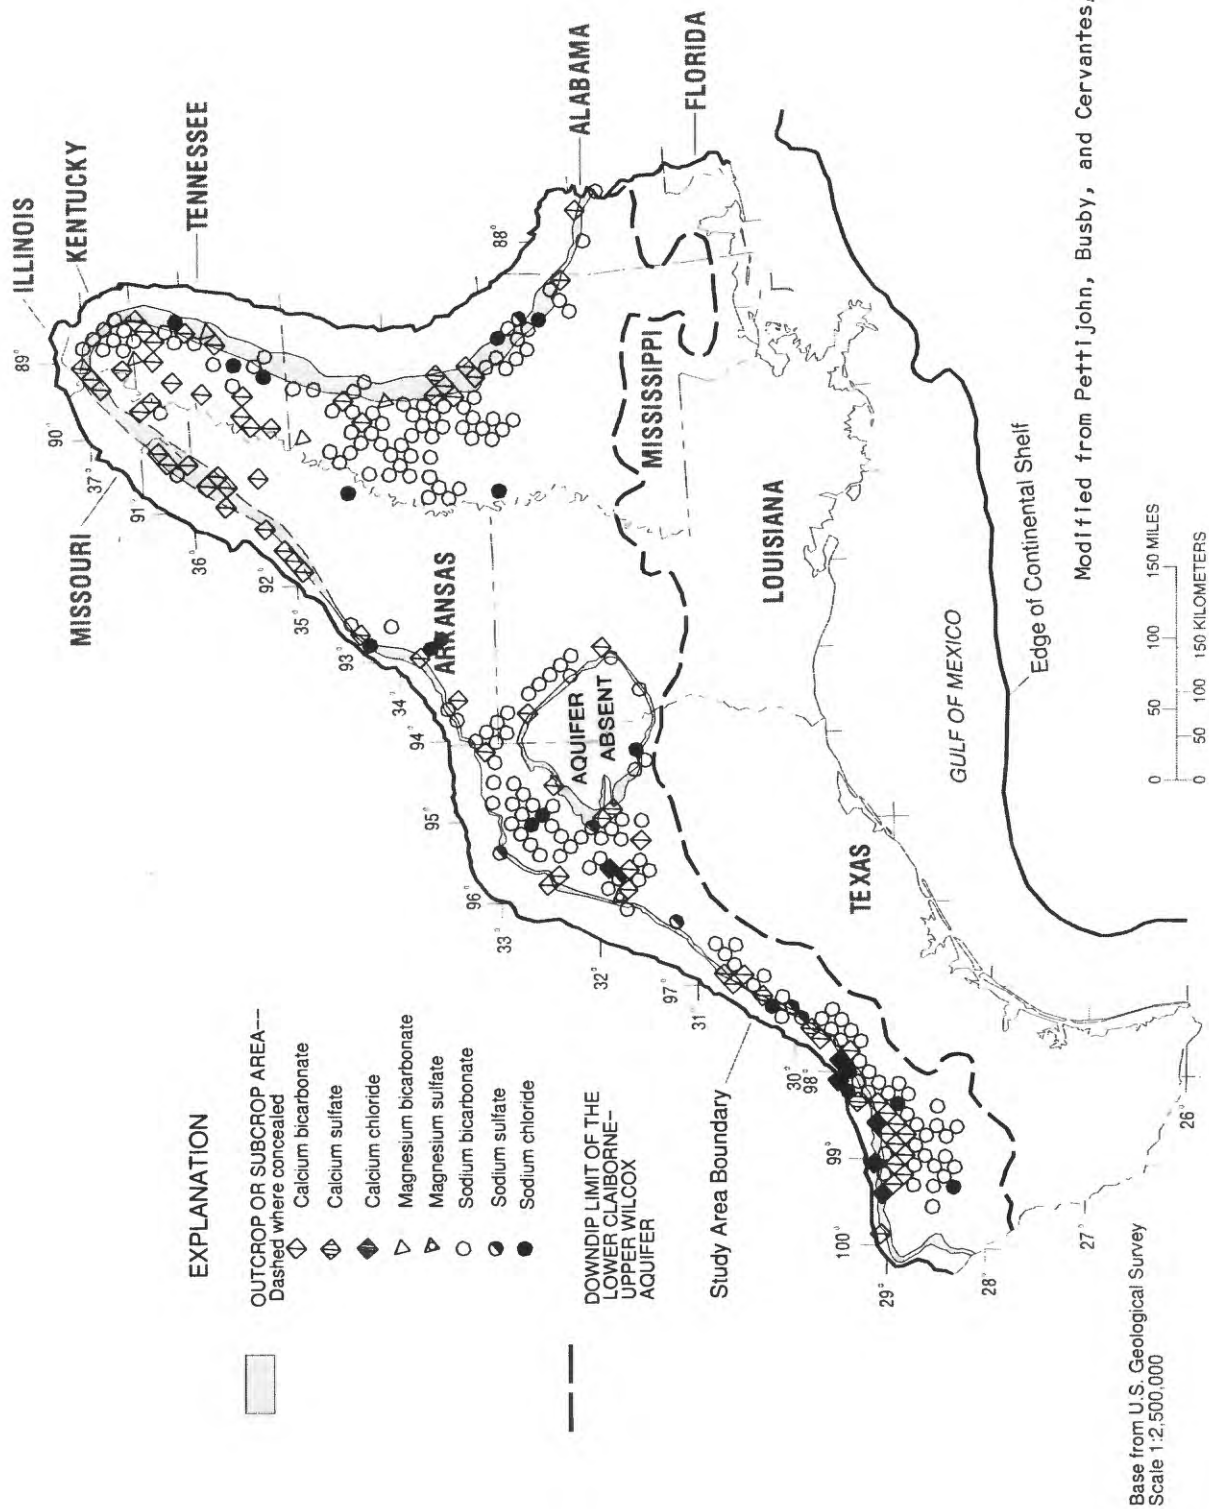 EXPLANATION
OUTCROP OR SUBCROP AREA--
Dashed where concealed
Calcium bicarbonate
Calcium sulfate
Calcium chloride
Magnesium bicarbonate
Magnesium sulfate
Sodium bicarbonate
Sodium sulfate
Sodium chloride
DOWNDIP LIMIT OF THE
LOWER CLAIBORNE-
UPPER WILCOX
AQUIFER
Study Area Boundary
ILLINOIS
KENTUCKY
TENNESSEE
ALABAMA
FLORIDA
MISSOURI
ARKANSAS
MISSISSIPPI
LOUISIANA
TEXAS
AQUIFER
ABSENT
GULF OF MEXICO
Edge of Continental Shelf
88°
89°
90°
37°
91°
36°
92°
35°
93°
34°
94°
95°
96°
33°
32°
97°
31°
30°
98°
99°
100°
29°
28°
27°
26°
Modified from Pettijohn, Busby, and Cervantes,
0 50 100 150 MILES
0 50 100 150 KILOMETERS
Base from U.S. Geological Survey
Scale 1:2,500,000